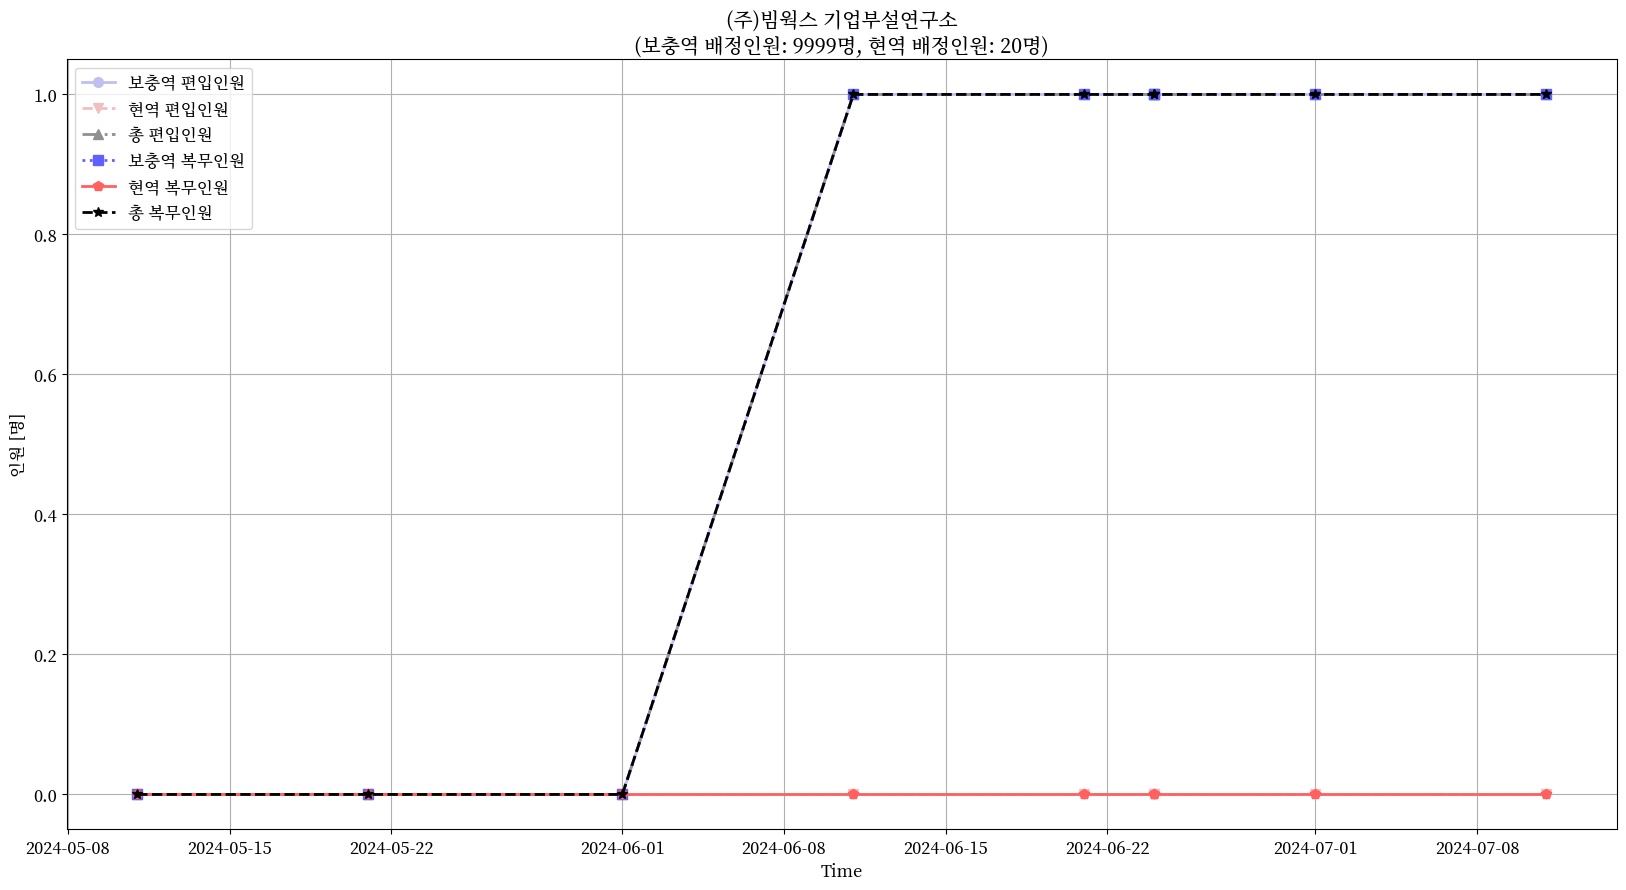 (주)빔웍스 기업부설연구소
(보충역 배정인원: 9999명, 현역 배정인원: 20명)
보충역 편입인원
현역 편입인원
총 편입인원
보충역 복무인원
현역 복무인원
총 복무인원
1.0
0.8
0.6
0.4
0.2
0.0
인원 [명]
2024-05-08
2024-05-15
2024-05-22
2024-06-01
2024-06-08
2024-06-15
2024-06-22
2024-07-01
2024-07-08
Time